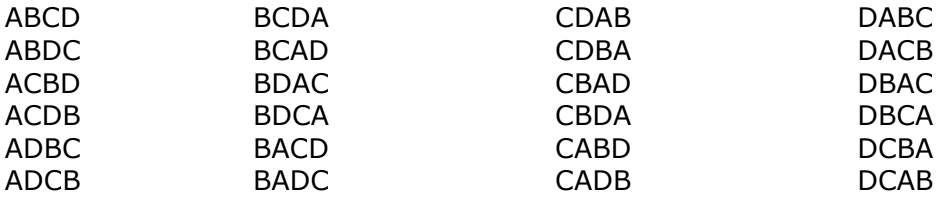 ABCD BCDA CDAB DABC
ABDC BCAD CDBA DACB
ACBD BDAC CBAD DBAC
ACDB BDCA CBDA DBCA
ADBC BACD CABD DCBA
ADCB BADC CADB DCAB